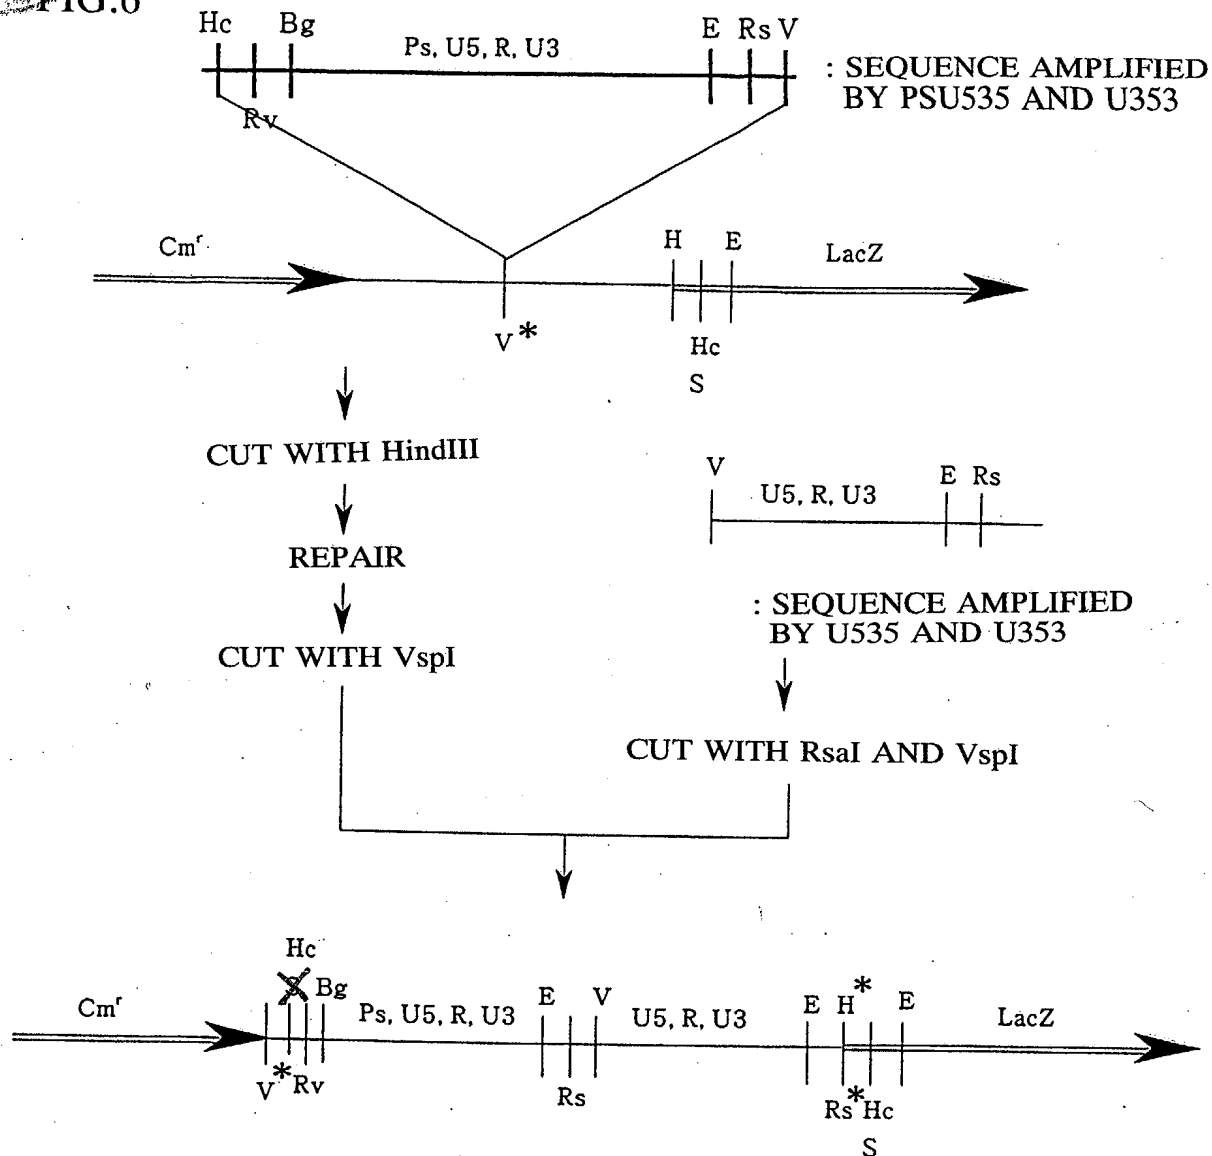 FIG.6
Hc Bg Ps, U5, R, U3 E Rs V
Rv
: SEQUENCE AMPLIFIED
BY PSU535 AND U353
Cmʳ H E LacZ
V* Hc
S
CUT WITH HindIII
REPAIR
CUT WITH VspI
V U5, R, U3 E Rs
: SEQUENCE AMPLIFIED
BY U535 AND U353
CUT WITH RsaI AND VspI
Hc
Cmʳ Bg Ps, U5, R, U3 E V U5, R, U3 E H* E LacZ
V* Rv Rs Rs* Hc
S